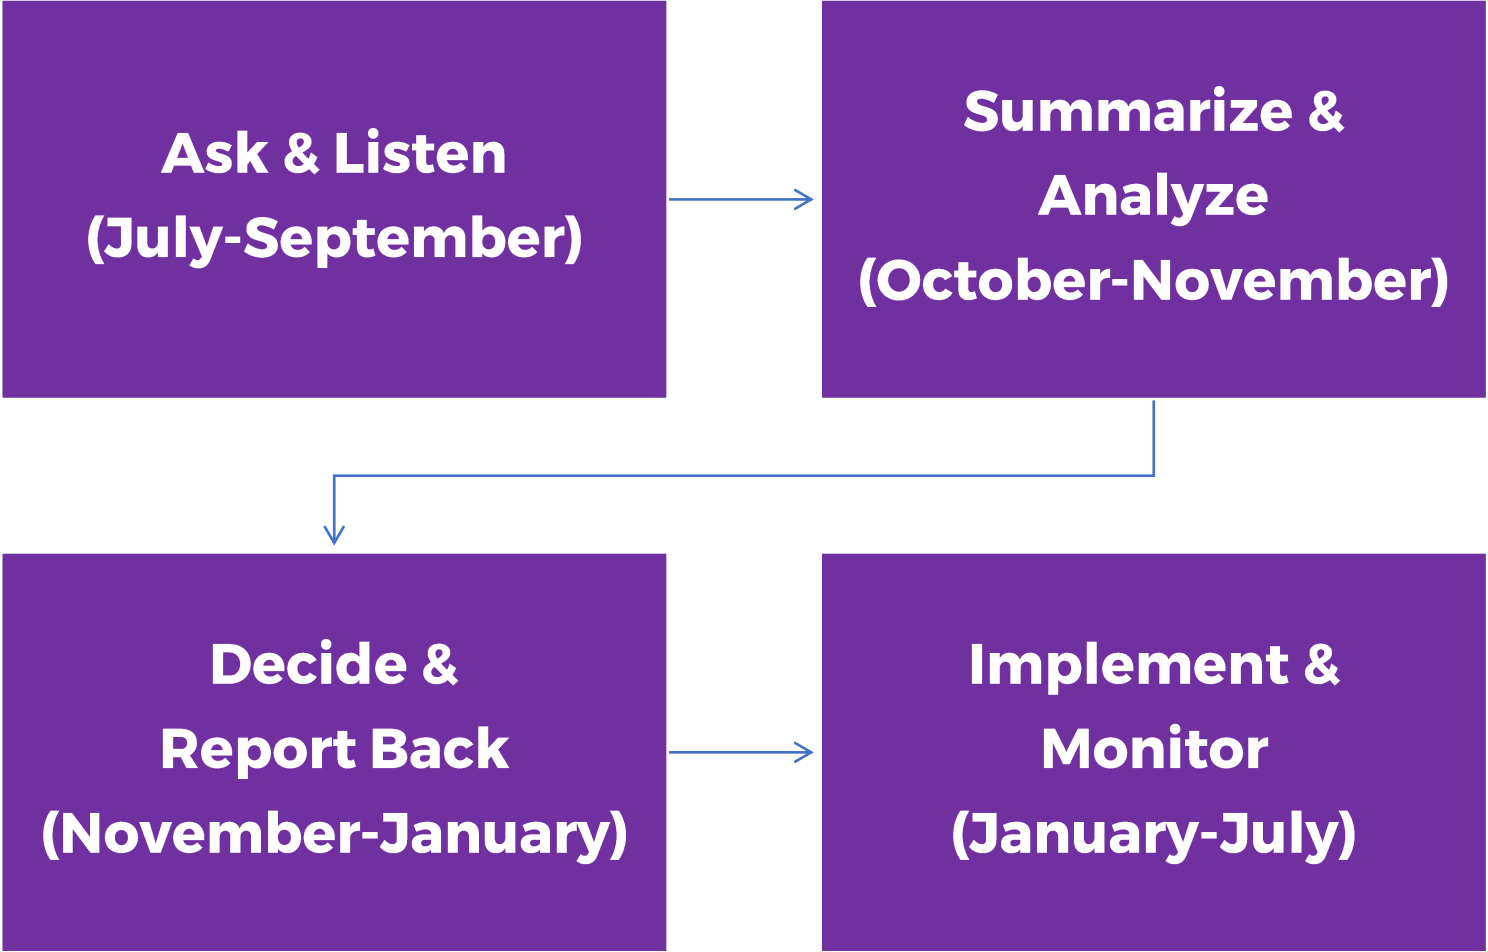 Ask & Listen
(July-September)
Summarize &
Analyze
(October-November)
Decide &
Report Back
(November-January)
Implement &
Monitor
(January-July)